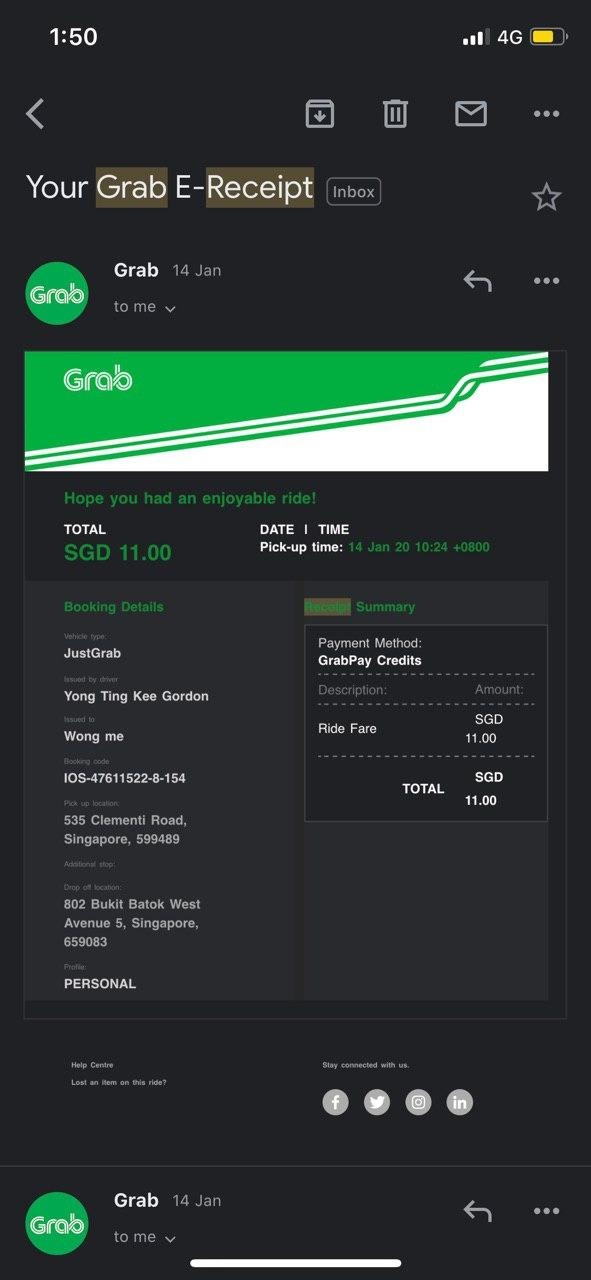 1:50
4G
Your Grab E-Receipt Inbox
Grab 14 Jan
Grab
to me
Grab
Hope you had an enjoyable ride!
TOTAL
SGD 11.00
DATE | TIME
Pick-up time: 14 Jan 20 10:24 +0800
Booking Details
Vehicle type:
JustGrab
Issued by driver
Yong Ting Kee Gordon
Issued to
Wong me
Booking code
IOS-47611522-8-154
Pick up location:
535 Clementi Road,
Singapore, 599489
Additional stop:
Drop off location:
802 Bukit Batok West
Avenue 5, Singapore,
659083
Profile:
PERSONAL
Receipt Summary
Payment Method:
GrabPay Credits
Description: Amount:
Ride Fare SGD
11.00
TOTAL SGD
11.00
Help Centre
Lost an item on this ride?
Stay connected with us.
Grab 14 Jan
Grab
to me